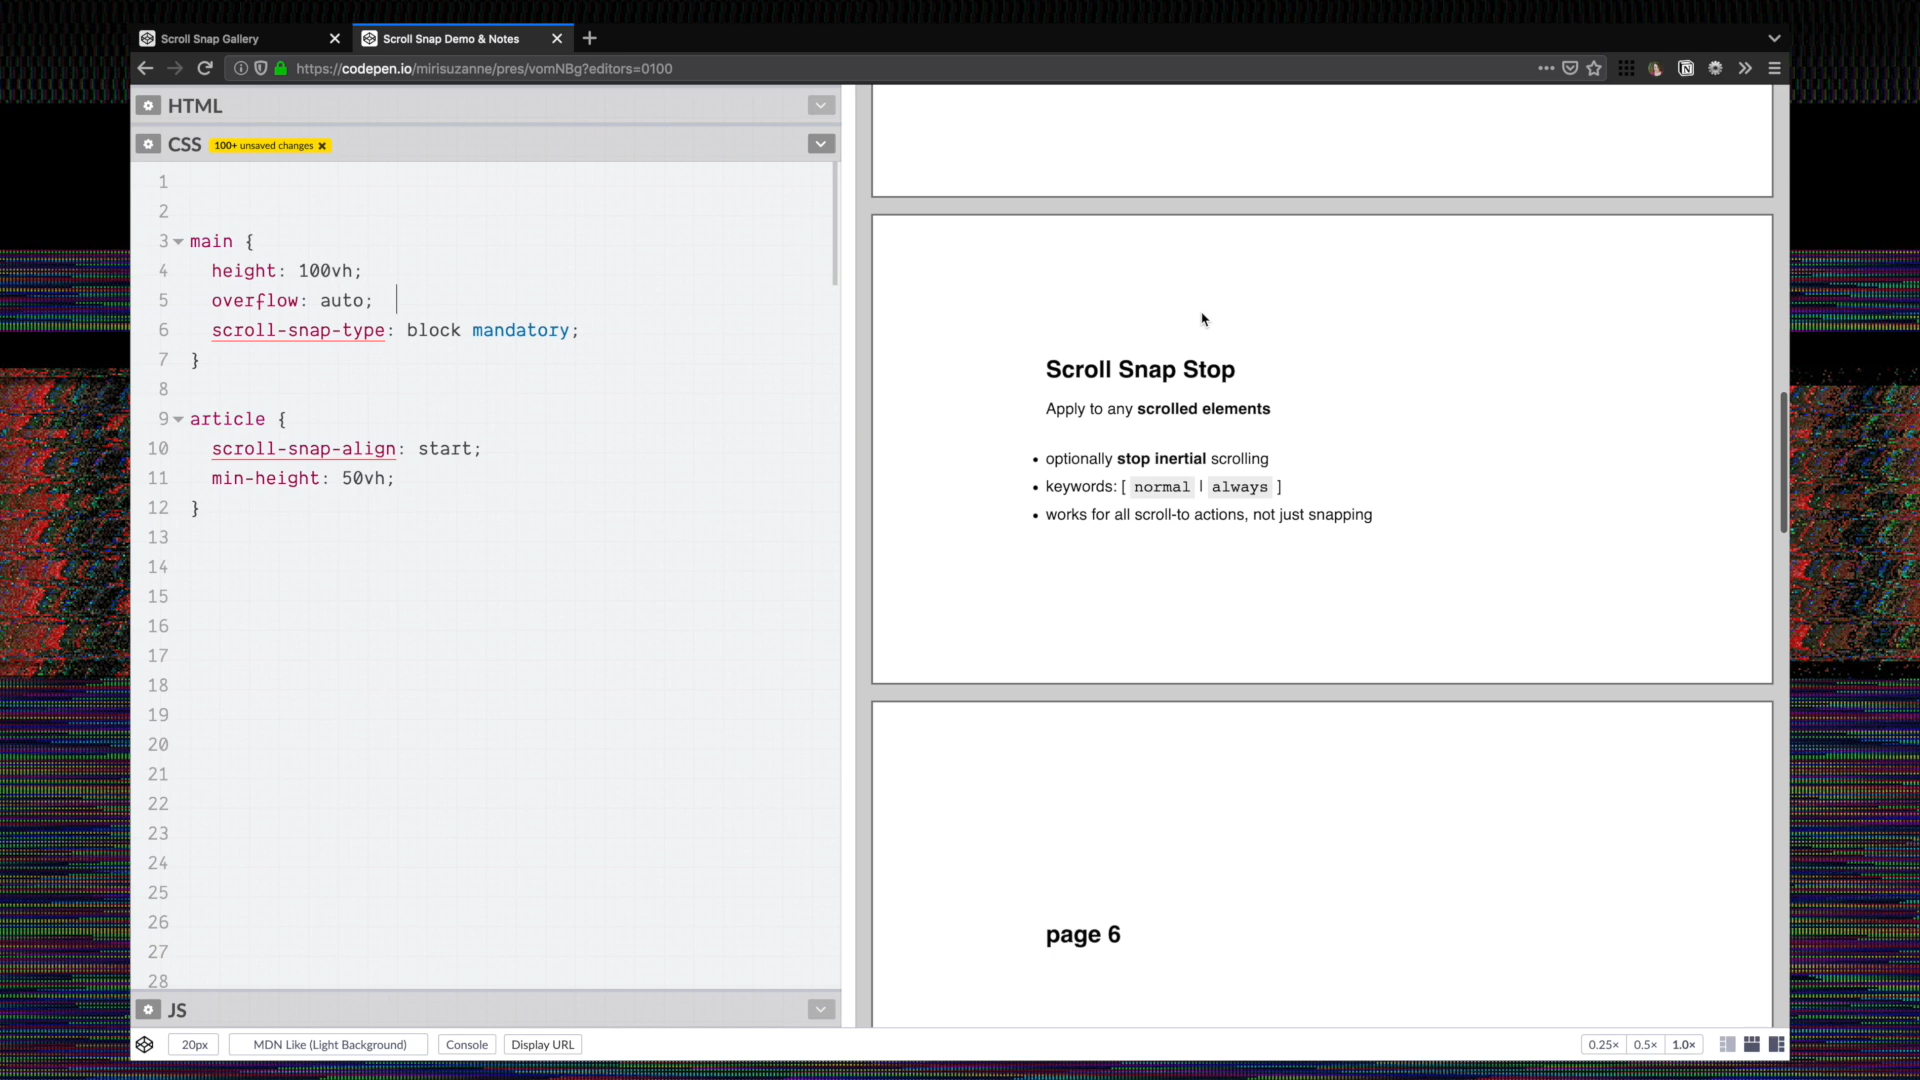 Scroll Snap Gallery
Scroll Snap Demo & Notes
https://codepen.io/mirisuzanne/pres/vomNBg?editors=0100
HTML
CSS 100+ unsaved changes x
1
2
3 main {
4 height: 100vh;
5 overflow: auto;
6 scroll-snap-type: block mandatory;
7 }
8
9 article {
10 scroll-snap-align: start;
11 min-height: 50vh;
12 }
13
14
15
16
17
18
19
20
21
22
23
24
25
26
27
28
JS
Scroll Snap Stop
Apply to any scrolled elements
• optionally stop inertial scrolling
• keywords: [ normal | always ]
• works for all scroll-to actions, not just snapping
page 6
20px
MDN Like (Light Background)
Console
Display URL
0.25×
0.5×
1.0×